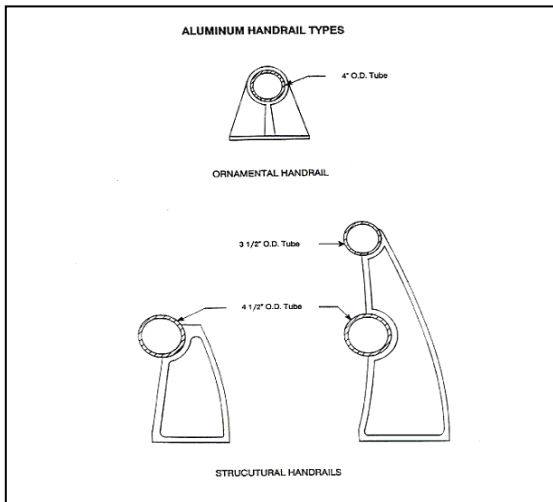 ALUMINUM HANDRAIL TYPES
4" O.D. Tube
ORNAMENTAL HANDRAIL
3 1/2" O.D. Tube
4 1/2" O.D. Tube
STRUCUTURAL HANDRAILS